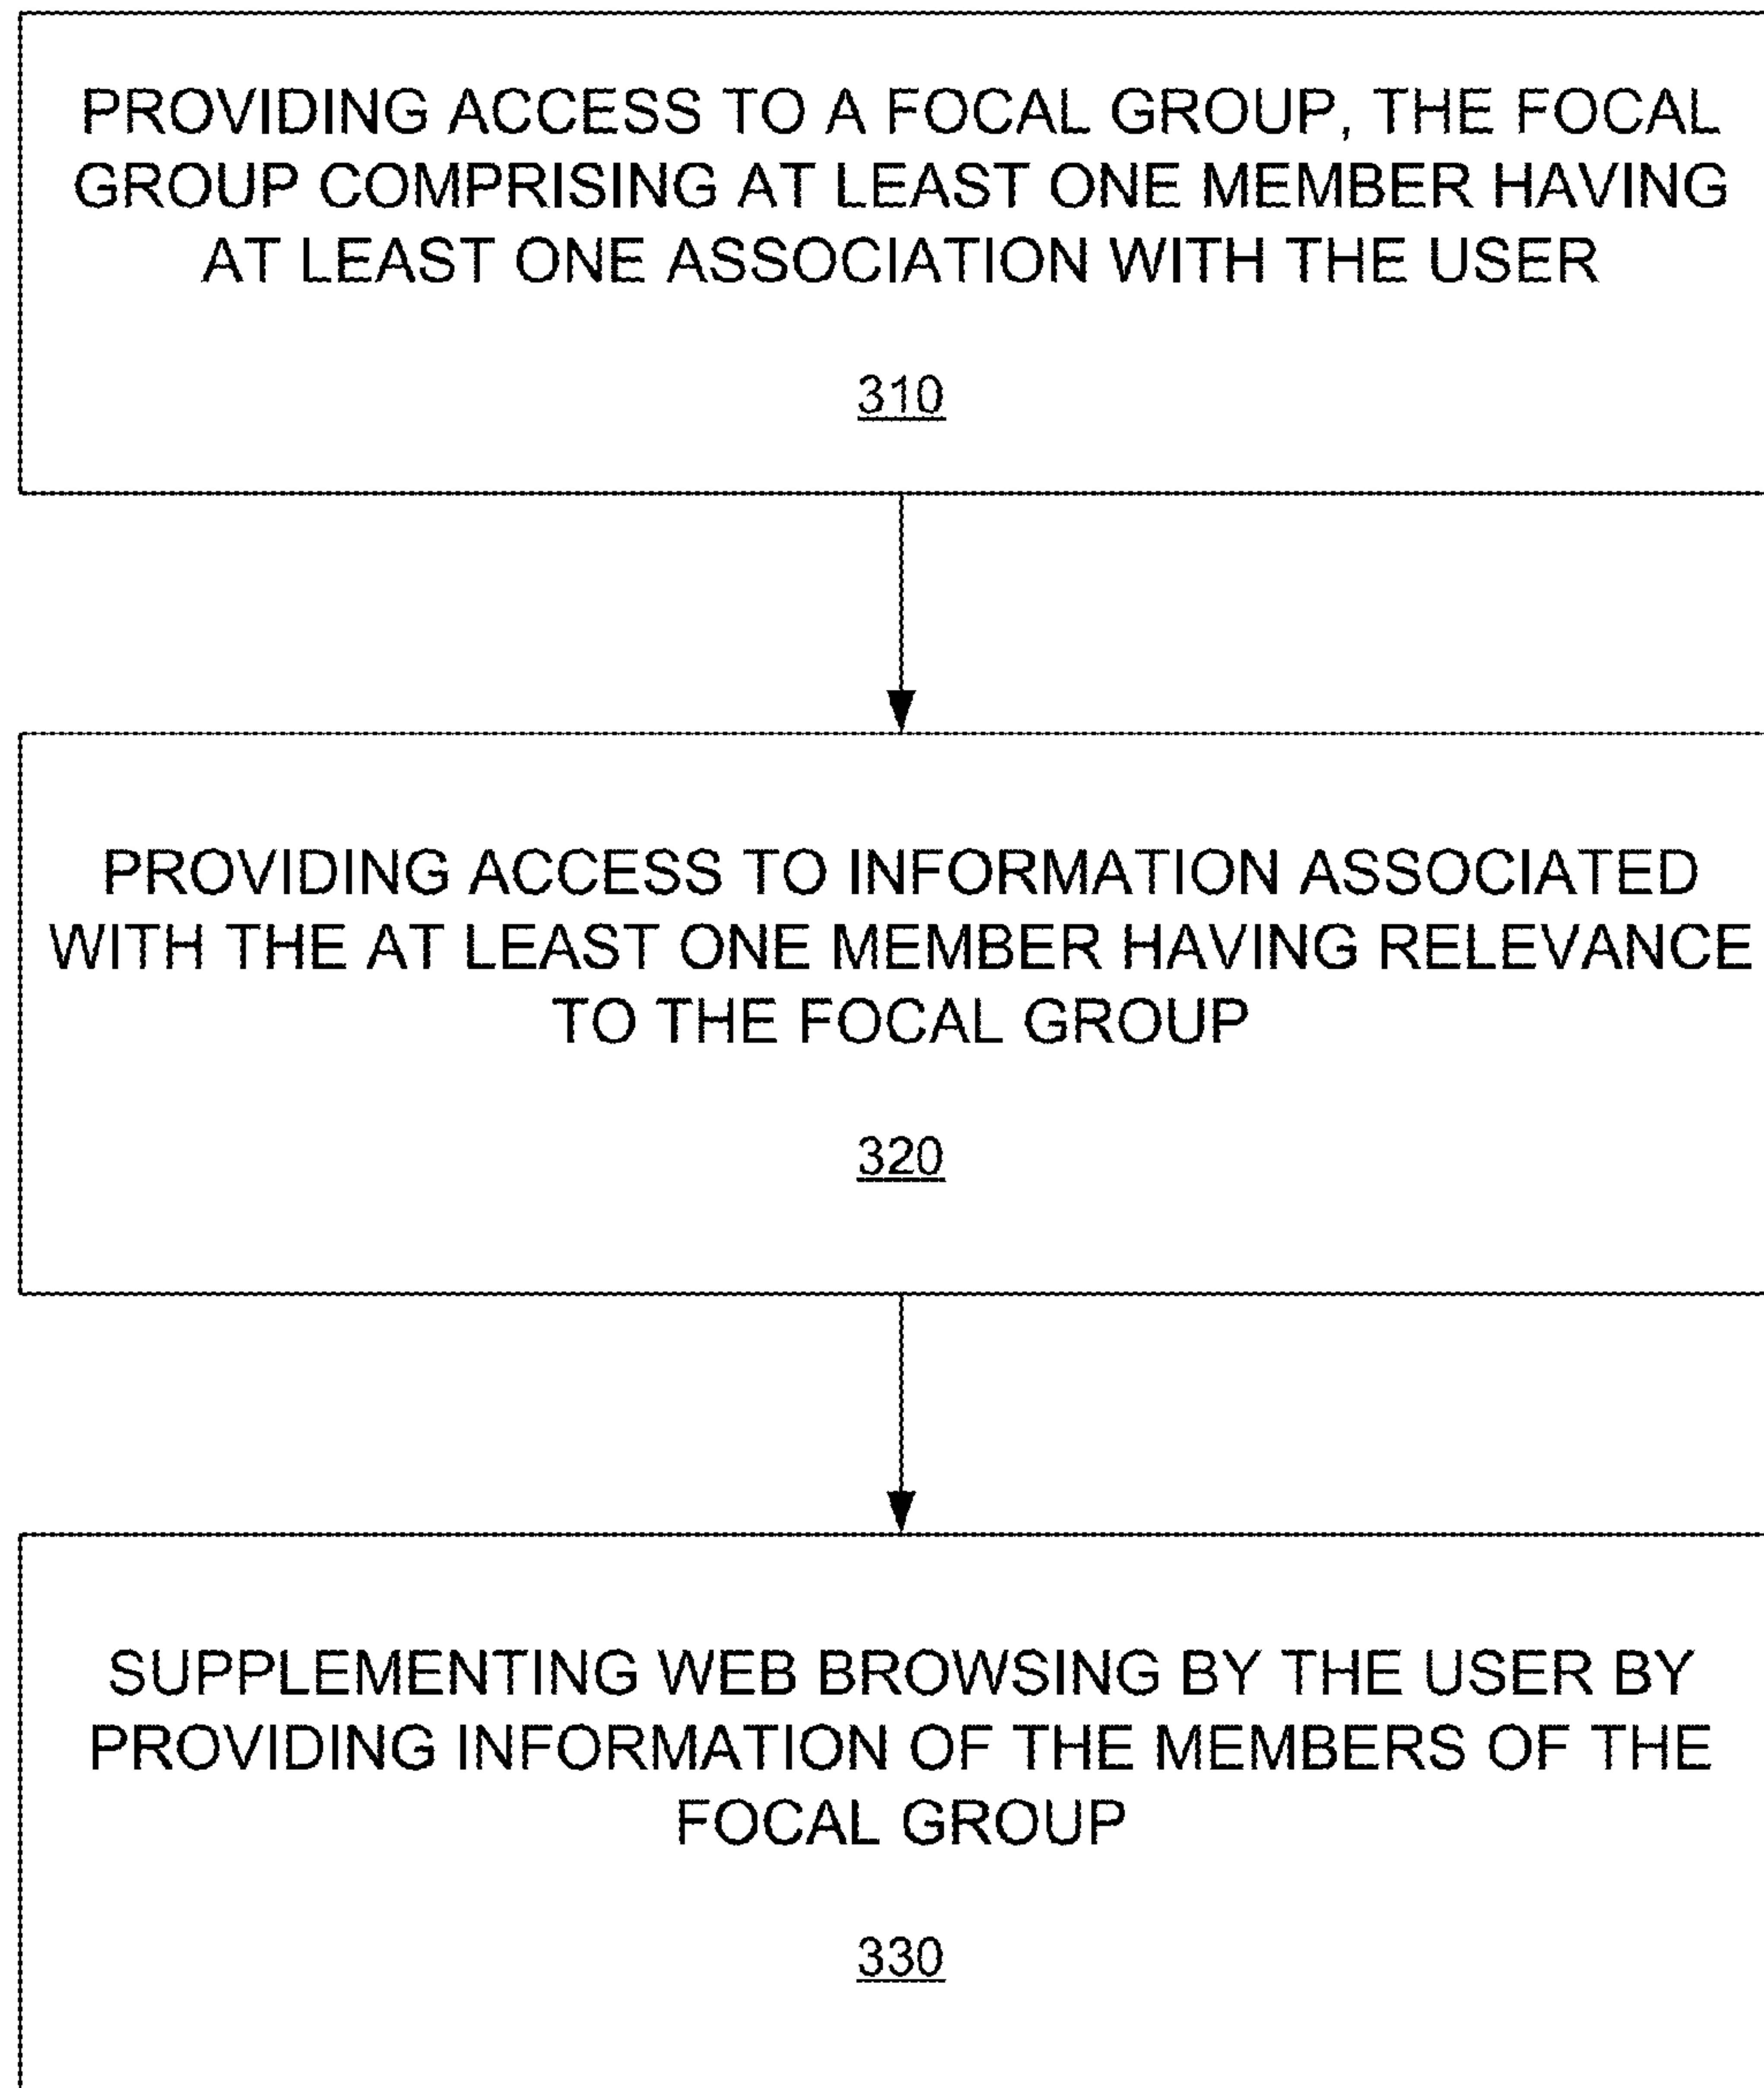 PROVIDING ACCESS TO A FOCAL GROUP, THE FOCAL
GROUP COMPRISING AT LEAST ONE MEMBER HAVING
AT LEAST ONE ASSOCIATION WITH THE USER
310
PROVIDING ACCESS TO INFORMATION ASSOCIATED
WITH THE AT LEAST ONE MEMBER HAVING RELEVANCE
TO THE FOCAL GROUP
320
SUPPLEMENTING WEB BROWSING BY THE USER BY
PROVIDING INFORMATION OF THE MEMBERS OF THE
FOCAL GROUP
330